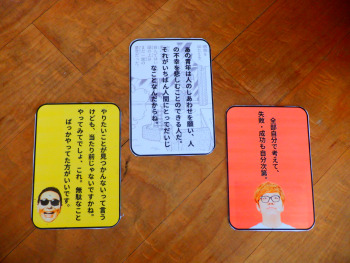 やりたいことが見つかんないって言う
けども、当たり前じゃないですかね。
やってみてでしょ、これ。無駄なこと
ばっかやってた方がいいです。
あの青年は人のしあわせを願い、人
の不幸を悲しむことのできる人だ。
それがいちばん人間にとってだいじ
なことなんだからね。
全部自分で考えて、
失敗・成功も自分次第。